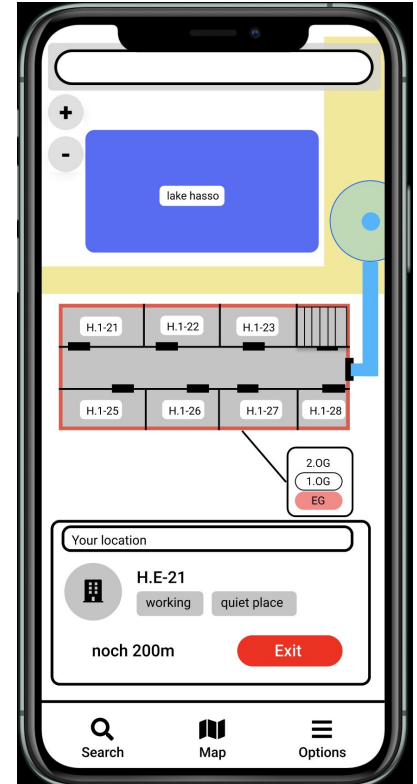 +
-
lake hasso
H.1-21
H.1-22
H.1-23
H.1-25
H.1-26
H.1-27
H.1-28
2.OG
1.OG
EG
Your location
H.E-21
working
quiet place
noch 200m
Exit
Search
Map
Options